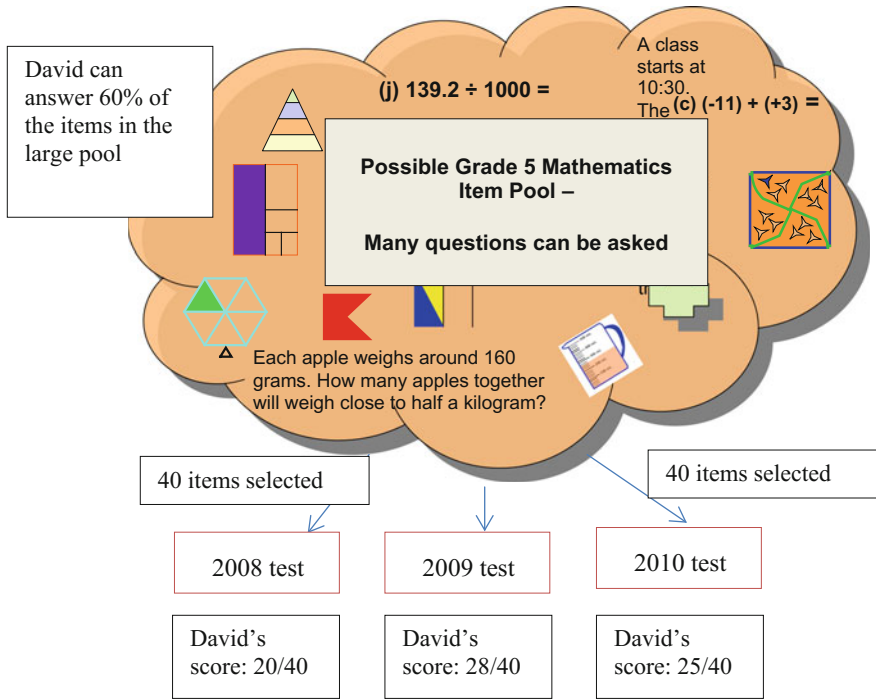 David can
answer 60% of
the items in the
large pool
(j) 139.2 ÷ 1000 =
A class
starts at
10:30.
The
(c) (-11) + (+3) =
Possible Grade 5 Mathematics
Item Pool –
Many questions can be asked
Each apple weighs around 160
grams. How many apples together
will weigh close to half a kilogram?
40 items selected
40 items selected
2008 test
2009 test
2010 test
David's
score: 20/40
David's
score: 28/40
David's
score: 25/40